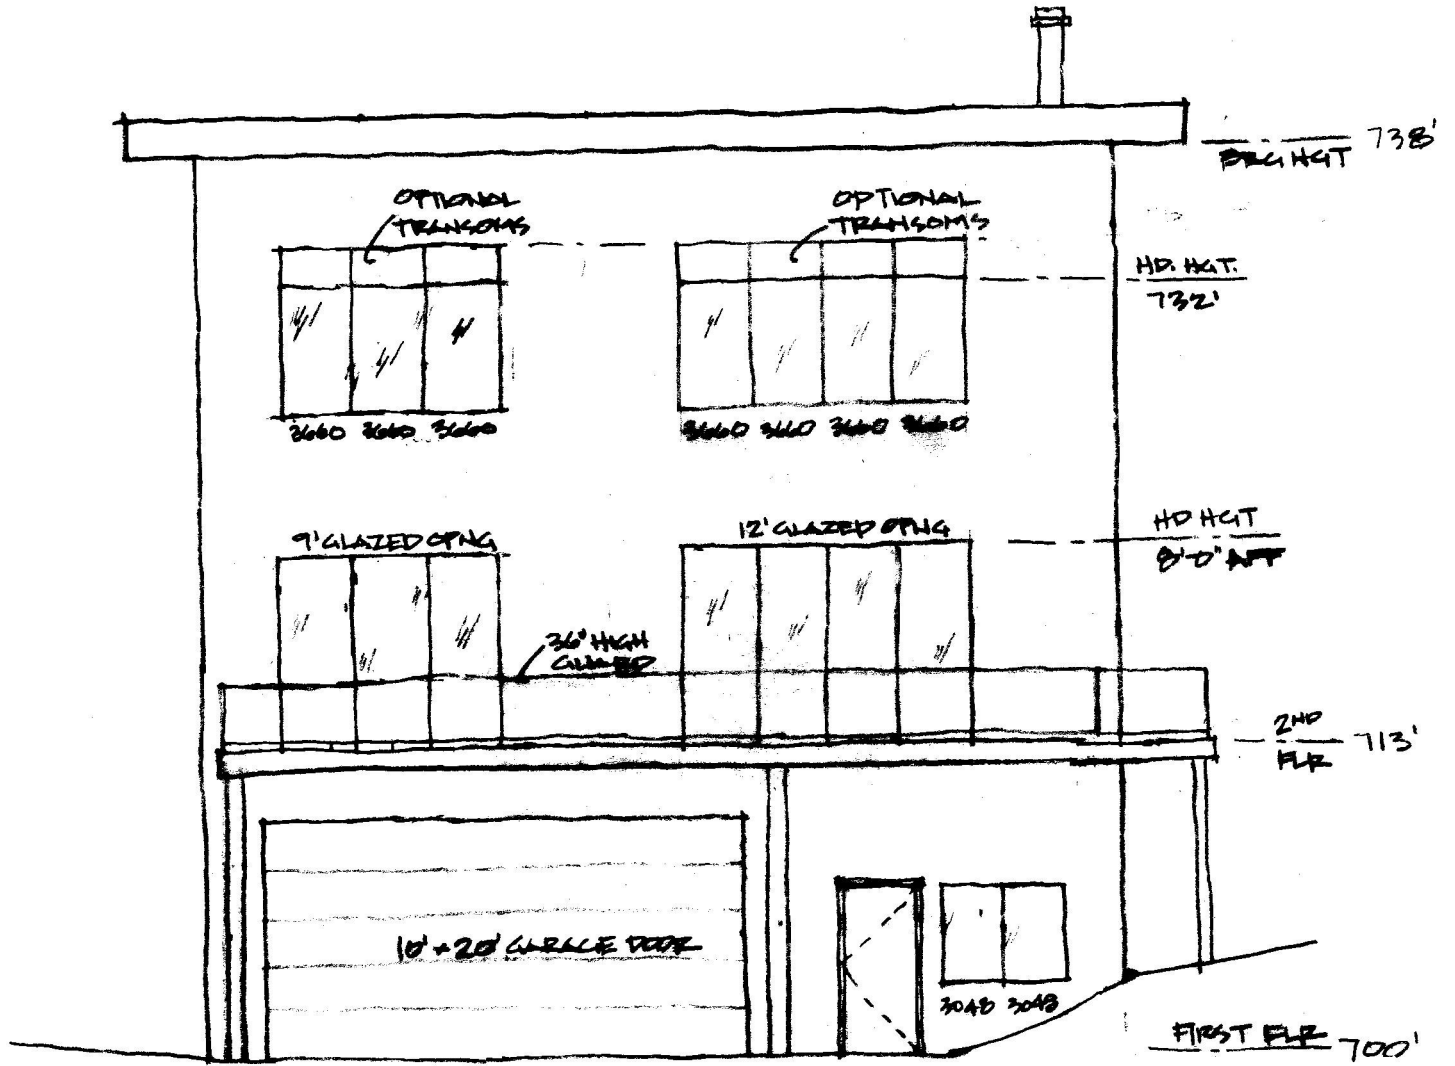 738'
BRG HGT
OPTIONAL
TRANSOMS
OPTIONAL
TRANSOMS
HD. HGT.
732'
3660 3660 3660
3660 3660 3660 3660
9' GLAZED OPNG
12' GLAZED OPNG
HD HGT
8'-0" AFF
36" HIGH
2ND
FLR
713'
10' x 20' GARAGE DOOR
3048 3048
FIRST FLR 700'